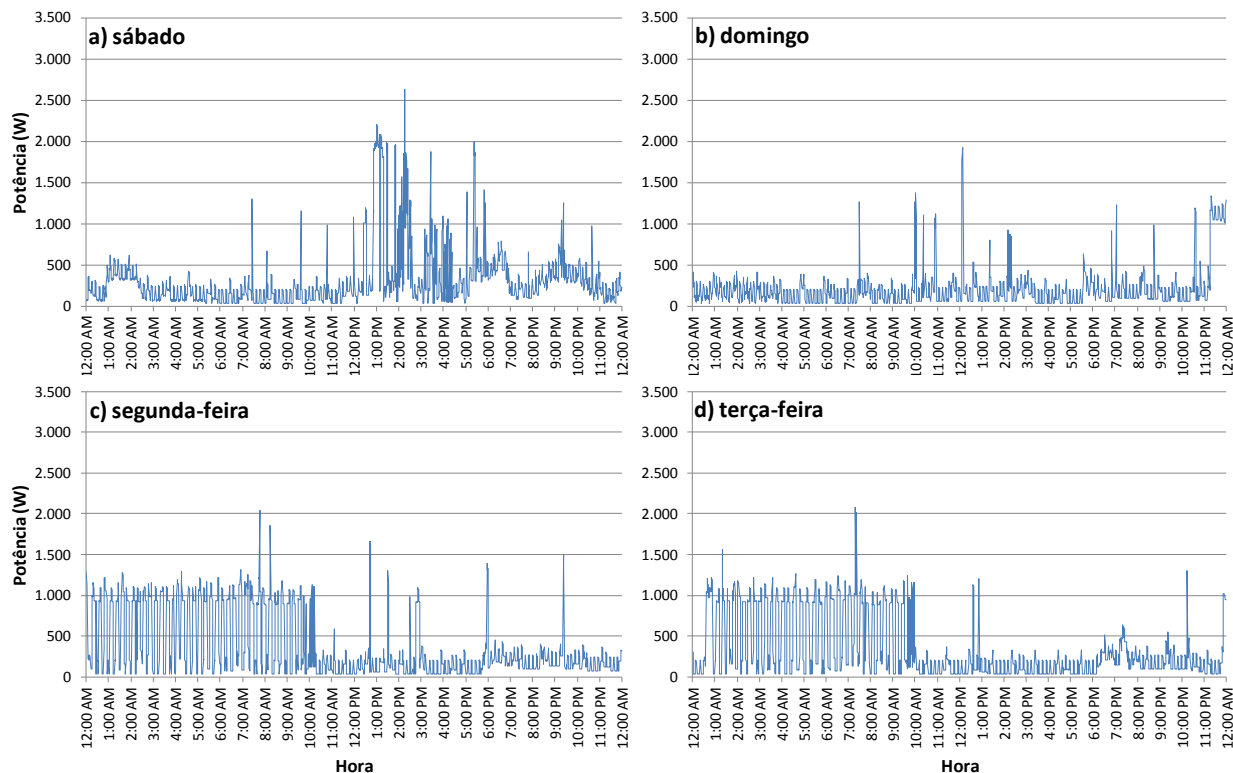 a) sábado
Potência (W)
3.500
3.000
2.500
2.000
1.500
1.000
500
0
12:00 AM
1:00 AM
2:00 AM
3:00 AM
4:00 AM
5:00 AM
6:00 AM
7:00 AM
8:00 AM
9:00 AM
10:00 AM
11:00 AM
12:00 PM
1:00 PM
2:00 PM
3:00 PM
4:00 PM
5:00 PM
6:00 PM
7:00 PM
8:00 PM
9:00 PM
10:00 PM
11:00 PM
12:00 AM
b) domingo
3.500
3.000
2.500
2.000
1.500
1.000
500
0
12:00 AM
1:00 AM
2:00 AM
3:00 AM
4:00 AM
5:00 AM
6:00 AM
7:00 AM
8:00 AM
9:00 AM
10:00 AM
11:00 AM
12:00 PM
1:00 PM
2:00 PM
3:00 PM
4:00 PM
5:00 PM
6:00 PM
7:00 PM
8:00 PM
9:00 PM
10:00 PM
11:00 PM
12:00 AM
c) segunda-feira
Potência (W)
3.500
3.000
2.500
2.000
1.500
1.000
500
0
12:00 AM
1:00 AM
2:00 AM
3:00 AM
4:00 AM
5:00 AM
6:00 AM
7:00 AM
8:00 AM
9:00 AM
10:00 AM
11:00 AM
12:00 PM
1:00 PM
2:00 PM
3:00 PM
4:00 PM
5:00 PM
6:00 PM
7:00 PM
8:00 PM
9:00 PM
10:00 PM
11:00 PM
12:00 AM
Hora
d) terça-feira
3.500
3.000
2.500
2.000
1.500
1.000
500
0
12:00 AM
1:00 AM
2:00 AM
3:00 AM
4:00 AM
5:00 AM
6:00 AM
7:00 AM
8:00 AM
9:00 AM
10:00 AM
11:00 AM
12:00 PM
1:00 PM
2:00 PM
3:00 PM
4:00 PM
5:00 PM
6:00 PM
7:00 PM
8:00 PM
9:00 PM
10:00 PM
11:00 PM
12:00 AM
Hora